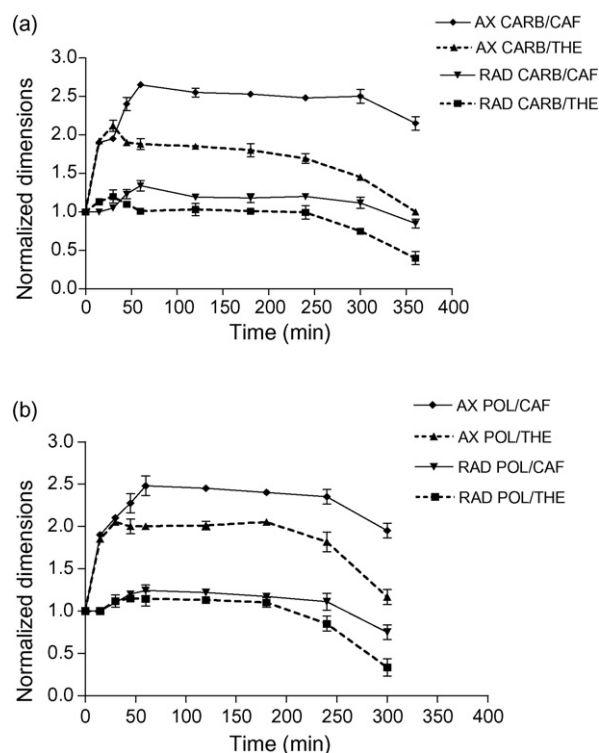 (a)
AX CARB/CAF
AX CARB/THE
RAD CARB/CAF
RAD CARB/THE
Normalized dimensions
3.0
2.5
2.0
1.5
1.0
0.5
0.0
0 50 100 150 200 250 300 350 400
Time (min)
(b)
AX POL/CAF
AX POL/THE
RAD POL/CAF
RAD POL/THE
Normalized dimensions
3.0
2.5
2.0
1.5
1.0
0.5
0.0
0 50 100 150 200 250 300 350 400
Time (min)